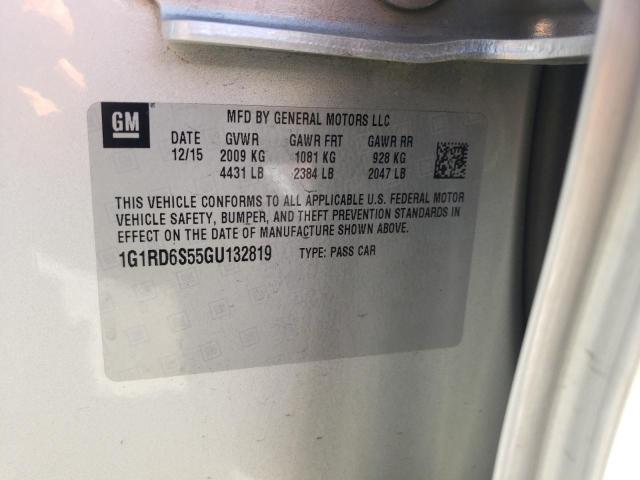 GM
MFD BY GENERAL MOTORS LLC
DATE GVWR GAWR FRT GAWR RR
12/15 2009 KG 1081 KG 928 KG
4431 LB 2384 LB 2047 LB
THIS VEHICLE CONFORMS TO ALL APPLICABLE U.S. FEDERAL MOTOR
VEHICLE SAFETY, BUMPER, AND THEFT PREVENTION STANDARDS IN
EFFECT ON THE DATE OF MANUFACTURE SHOWN ABOVE.
1G1RD6S55GU132819 TYPE: PASS CAR